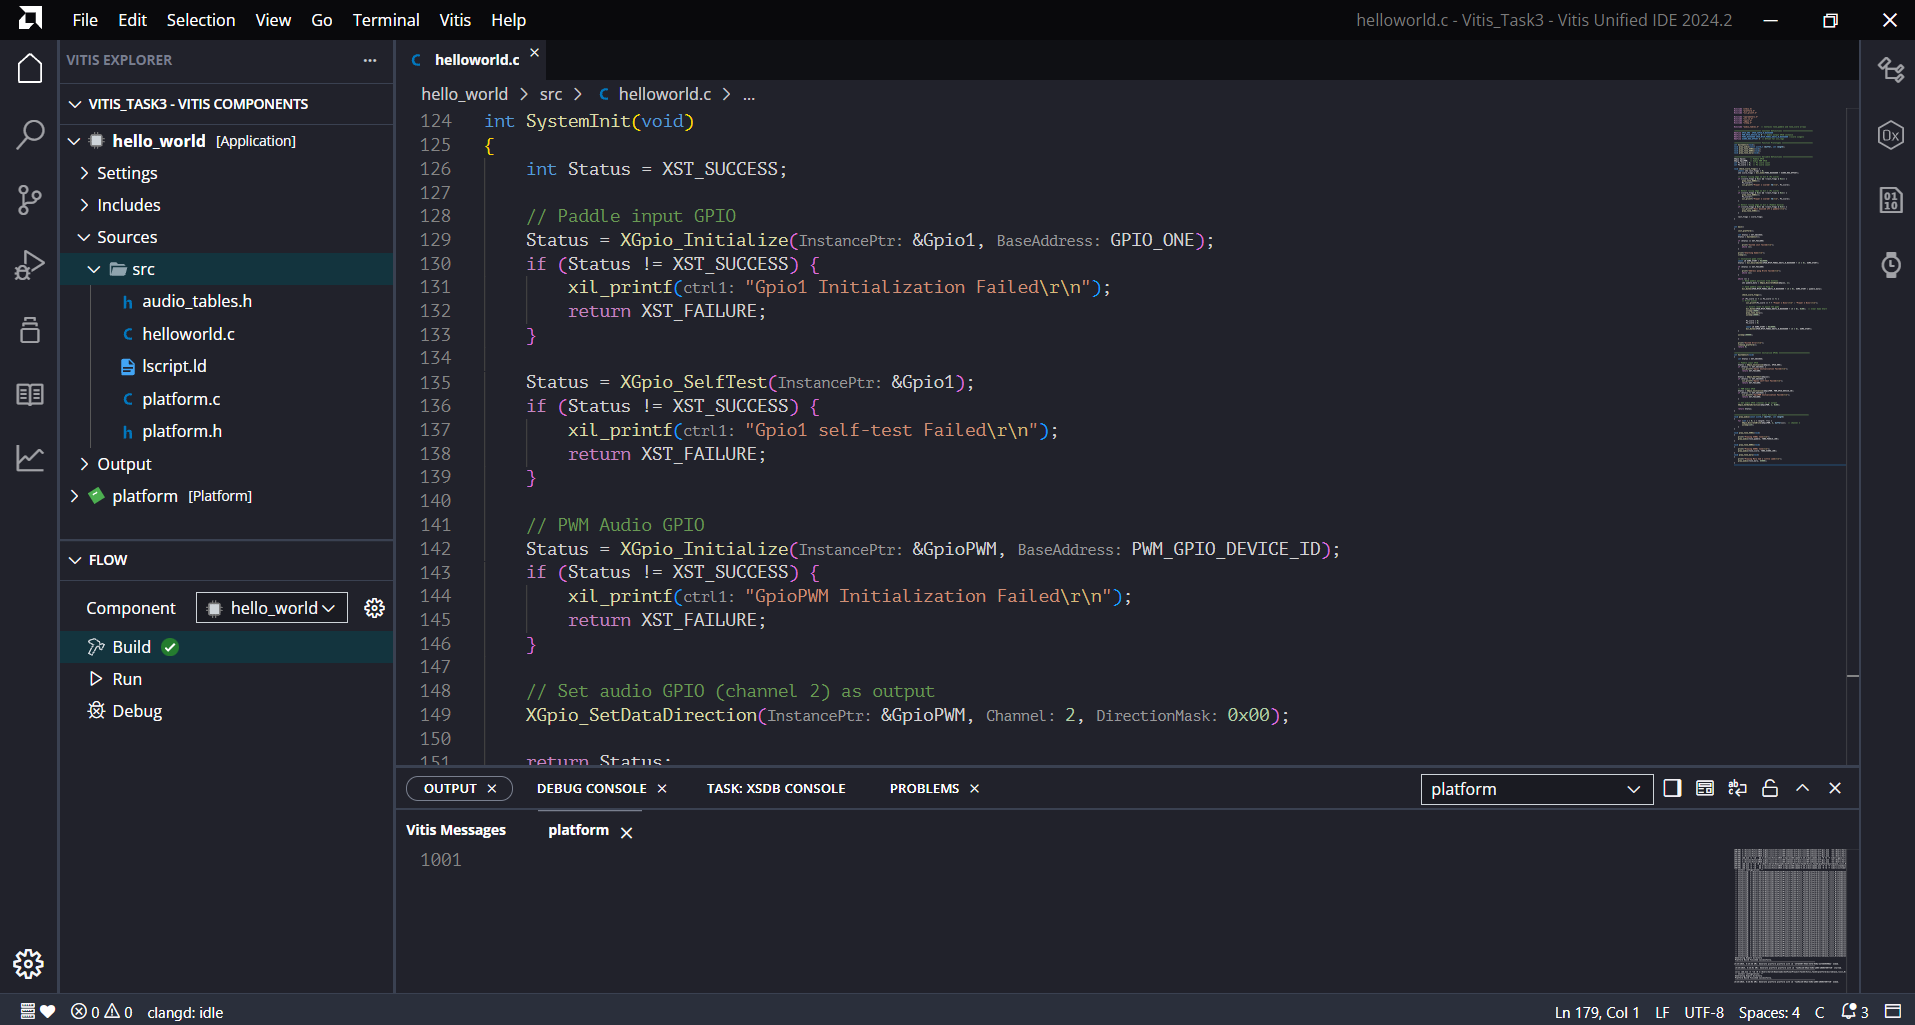 File Edit Selection View Go Terminal Vitis Help
helloworld.c - Vitis_Task3 - Vitis Unified IDE 2024.2
VITIS EXPLORER
VITIS_TASK3 - VITIS COMPONENTS
hello_world [Application]
Settings
Includes
Sources
src
audio_tables.h
helloworld.c
lscript.ld
platform.c
platform.h
Output
platform [Platform]
FLOW
Component hello_world
Build
Run
Debug
helloworld.c
hello_world > src > C helloworld.c > ...
124 int SystemInit(void)
125 {
126 int Status = XST_SUCCESS;
127
128 // Paddle input GPIO
129 Status = XGpio_Initialize(InstancePtr: &Gpio1, BaseAddress: GPIO_ONE);
130 if (Status != XST_SUCCESS) {
131 xil_printf(ctrl1: "Gpio1 Initialization Failed\r\n");
132 return XST_FAILURE;
133 }
134
135 Status = XGpio_SelfTest(InstancePtr: &Gpio1);
136 if (Status != XST_SUCCESS) {
137 xil_printf(ctrl1: "Gpio1 self-test Failed\r\n");
138 return XST_FAILURE;
139 }
140
141 // PWM Audio GPIO
142 Status = XGpio_Initialize(InstancePtr: &GpioPWM, BaseAddress: PWM_GPIO_DEVICE_ID);
143 if (Status != XST_SUCCESS) {
144 xil_printf(ctrl1: "GpioPWM Initialization Failed\r\n");
145 return XST_FAILURE;
146 }
147
148 // Set audio GPIO (channel 2) as output
149 XGpio_SetDataDirection(InstancePtr: &GpioPWM, Channel: 2, DirectionMask: 0x00);
150
151 return Status;
OUTPUT DEBUG CONSOLE TASK: XSDB CONSOLE PROBLEMS platform
Vitis Messages platform
1001
0 0 clangd: idle
Ln 179, Col 1 LF UTF-8 Spaces: 4 C 3